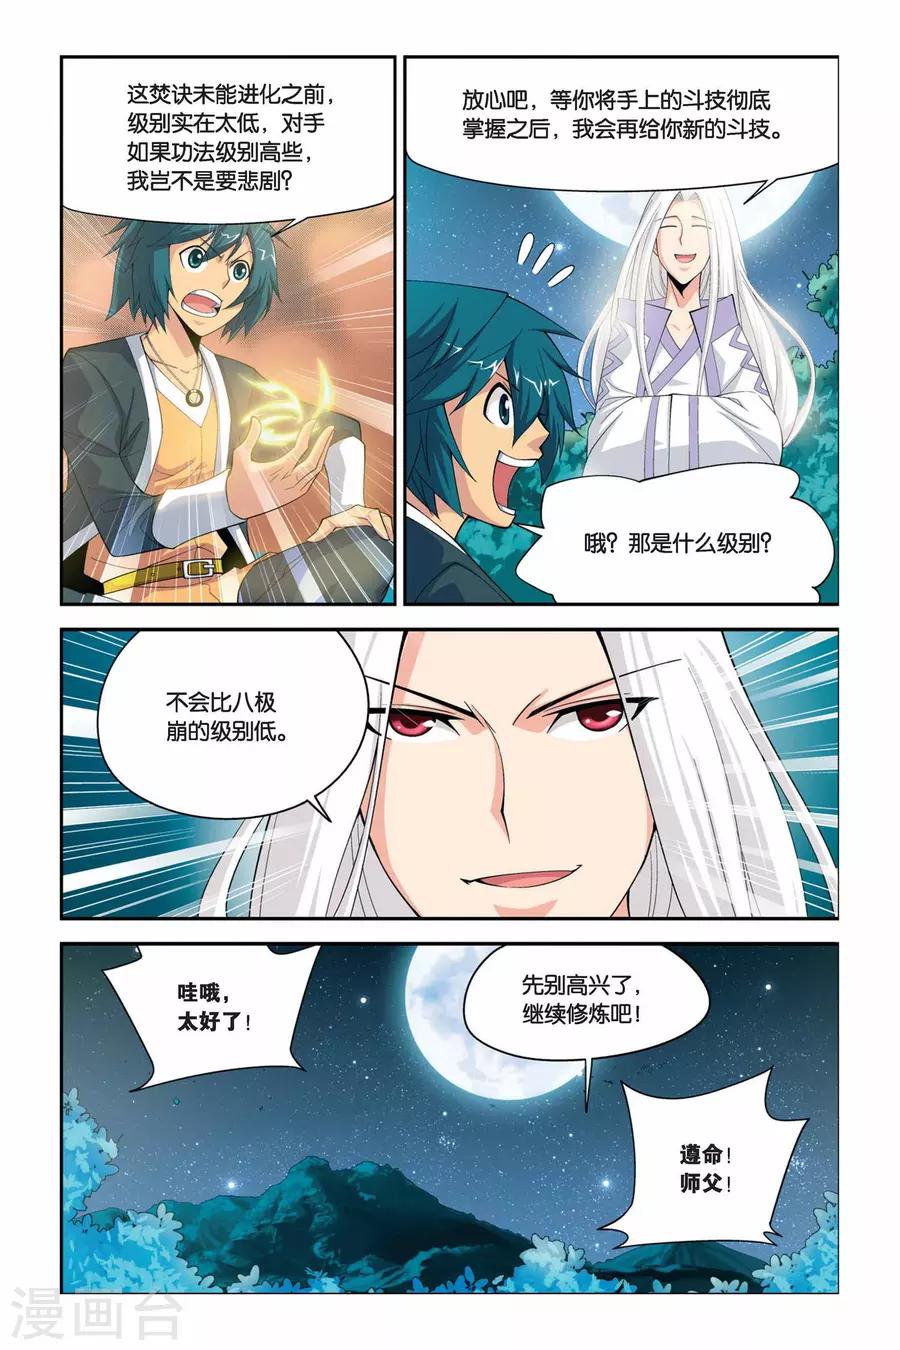 这焚诀未能进化之前，
级别实在太低，对手
如果功法级别高些，
我岂不是要悲剧？
放心吧，等你将手上的斗技彻底
掌握之后，我会再给你新的斗技。
哦？那是什么级别？
不会比八极
崩的级别低。
哇哦，
太好了！
先别高兴了，
继续修炼吧！
遵命！
师父！
漫画台